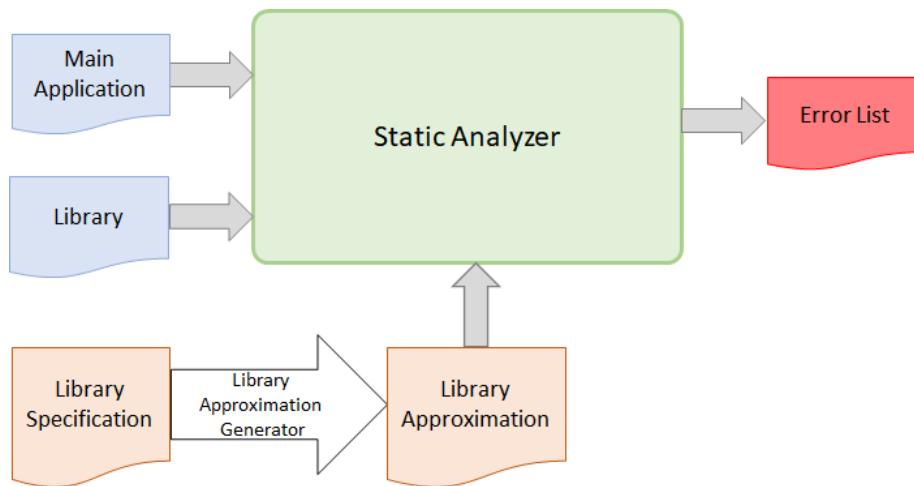 Main
Application
Static Analyzer
Error List
Library
Library
Specification
Library
Approximation
Generator
Library
Approximation